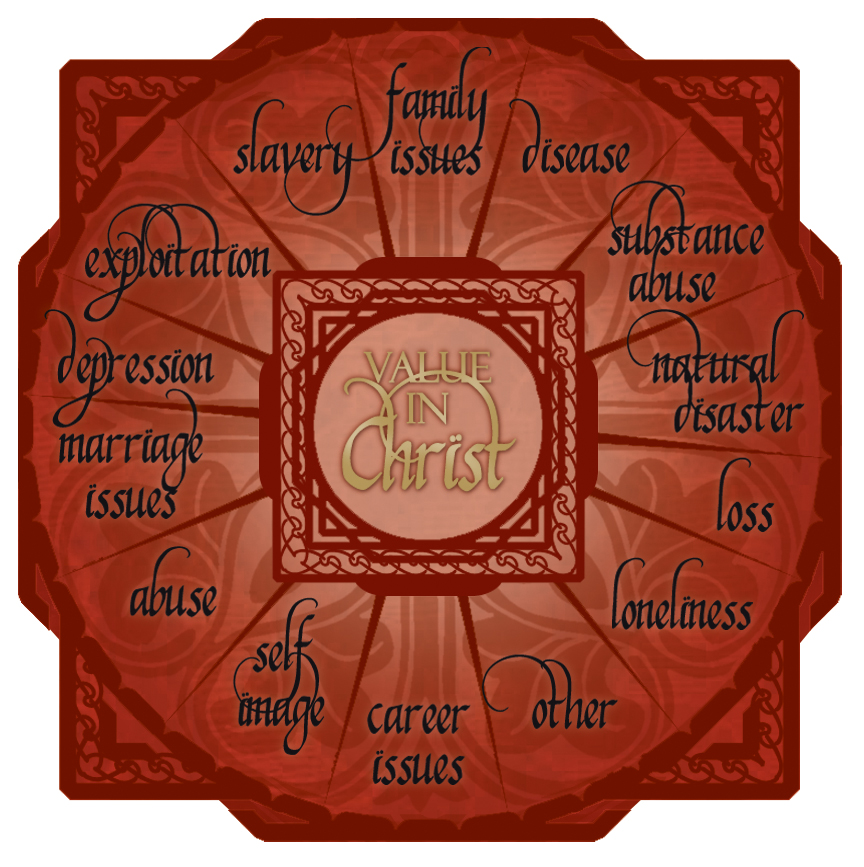 family
issues
disease
substance
abuse
natural
disaster
loss
loneliness
other
career
issues
self
image
abuse
marriage
issues
depression
exploitation
slavery
VALUE
IN
Christ